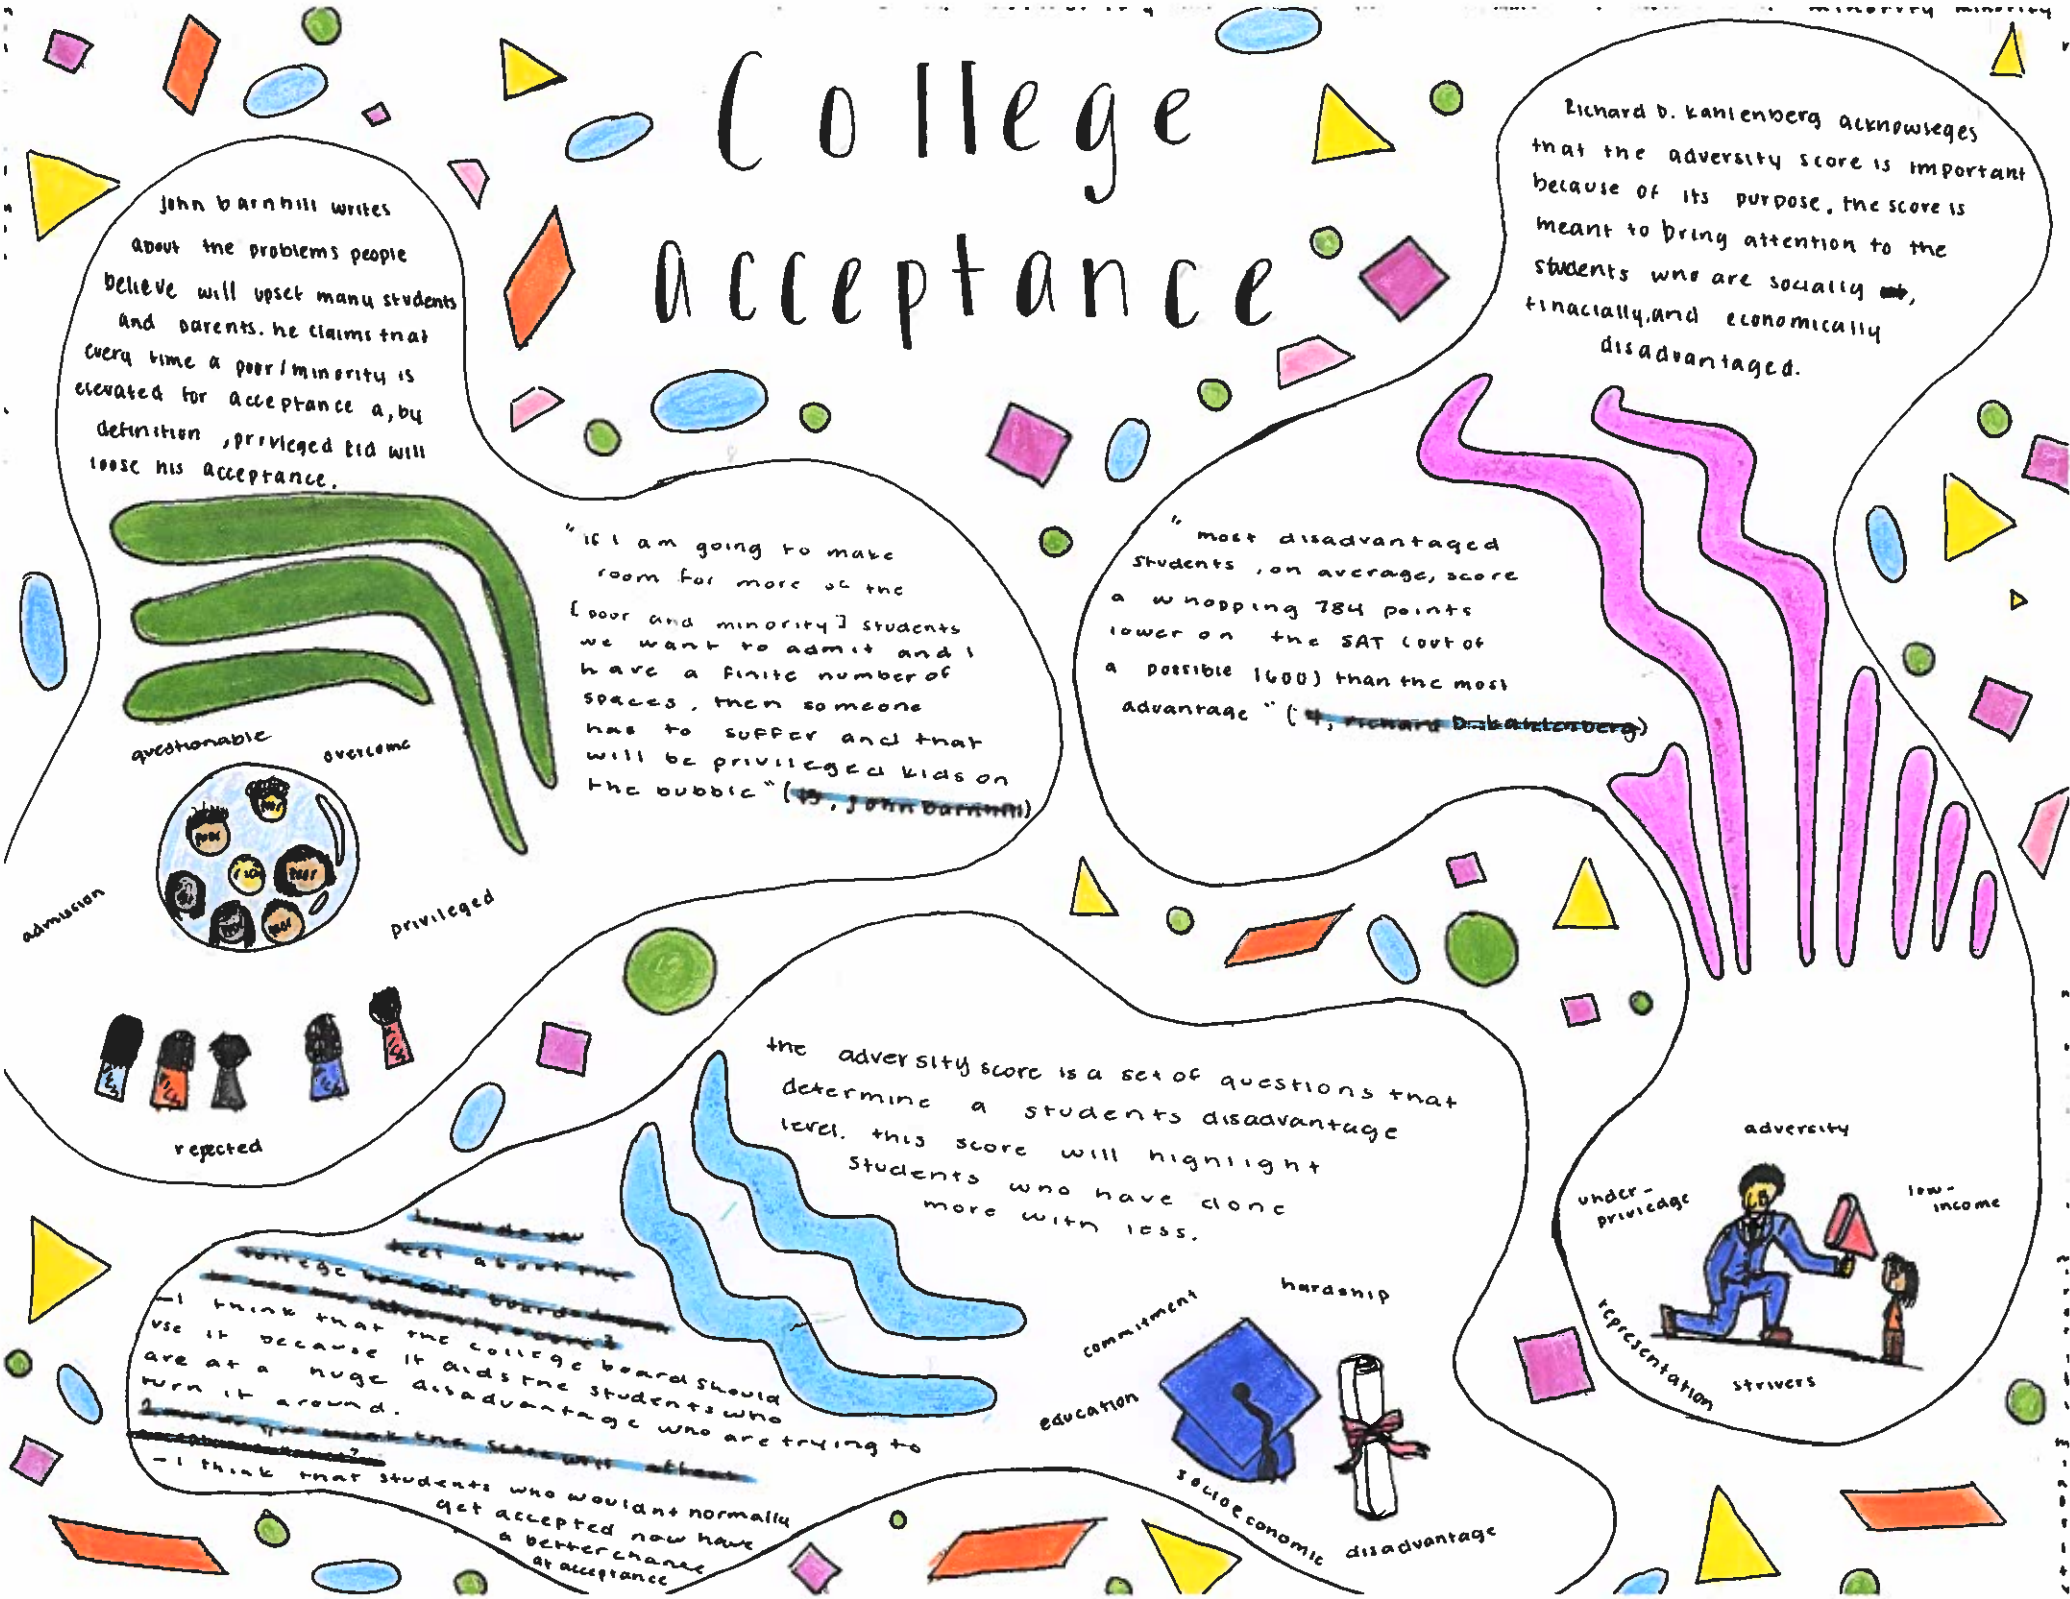 College
acceptance
john barnhill writes
about the problems people
believe will upset many students
and parents. he claims that
every time a poor/minority is
elevated for acceptance a, by
definition, privleged kid will
loose his acceptance.
"if i am going to make
room for more of the
[poor and minority] students
we want to admit and i
have a finite number of
spaces, then someone
has to suffer and that
will be privileged kids on
the bubble" (
questionable
overcome
admission
privileged
rejected
Richard D. Kahlenberg acknowleges
that the adversity score is important
because of its purpose, the score is
meant to bring attention to the
students who are socially ,
finacially, and economically
disadvantaged.
"most disadvantaged
students, on average, score
a whopping 784 points
lower on the SAT (out of
a possible 1600) than the most
advantage" (
adversity
under-
priviedge
low-
income
representation
strivers
the adversity score is a set of questions that
determine a students disadvantage
level. this score will highlight
students who have done
more with less.
- i think that the college board should
use it because it aids the students who
are at a huge disadvantage who are trying to
turn it around.
- i think that students who wouldnt normally
get accepted now have
a better chance
at acceptance
hardship
commitment
education
socioeconomic
disadvantage
minority minority